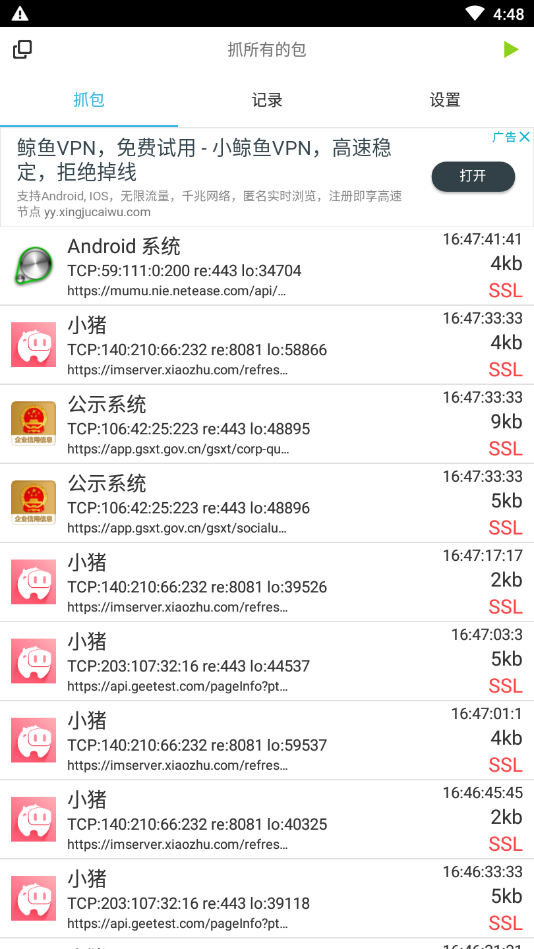 4:48
抓所有的包
抓包
记录
设置
广告
鲸鱼VPN，免费试用 - 小鲸鱼VPN，高速稳
定，拒绝掉线
支持Android, IOS，无限流量，千兆网络，匿名实时浏览，注册即享高速
节点 yy.xingjucaiwu.com
打开
Android 系统
16:47:41:41
TCP:59:111:0:200 re:443 lo:34704
4kb
https://mumu.nie.netease.com/api/…
SSL
小猪
16:47:33:33
TCP:140:210:66:232 re:8081 lo:58866
4kb
https://imserver.xiaozhu.com/refres…
SSL
企业信用信息
公示系统
16:47:33:33
TCP:106:42:25:223 re:443 lo:48895
9kb
https://app.gsxt.gov.cn/gsxt/corp-qu…
SSL
企业信用信息
公示系统
16:47:33:33
TCP:106:42:25:223 re:443 lo:48896
5kb
https://app.gsxt.gov.cn/gsxt/socialu…
SSL
小猪
16:47:17:17
TCP:140:210:66:232 re:8081 lo:39526
2kb
https://imserver.xiaozhu.com/refres…
SSL
小猪
16:47:03:3
TCP:203:107:32:16 re:443 lo:44537
5kb
https://api.geetest.com/pageInfo?pt…
SSL
小猪
16:47:01:1
TCP:140:210:66:232 re:8081 lo:59537
4kb
https://imserver.xiaozhu.com/refres…
SSL
小猪
16:46:45:45
TCP:140:210:66:232 re:8081 lo:40325
2kb
https://imserver.xiaozhu.com/refres…
SSL
小猪
16:46:33:33
TCP:203:107:32:16 re:443 lo:39118
5kb
https://api.geetest.com/pageInfo?pt…
SSL